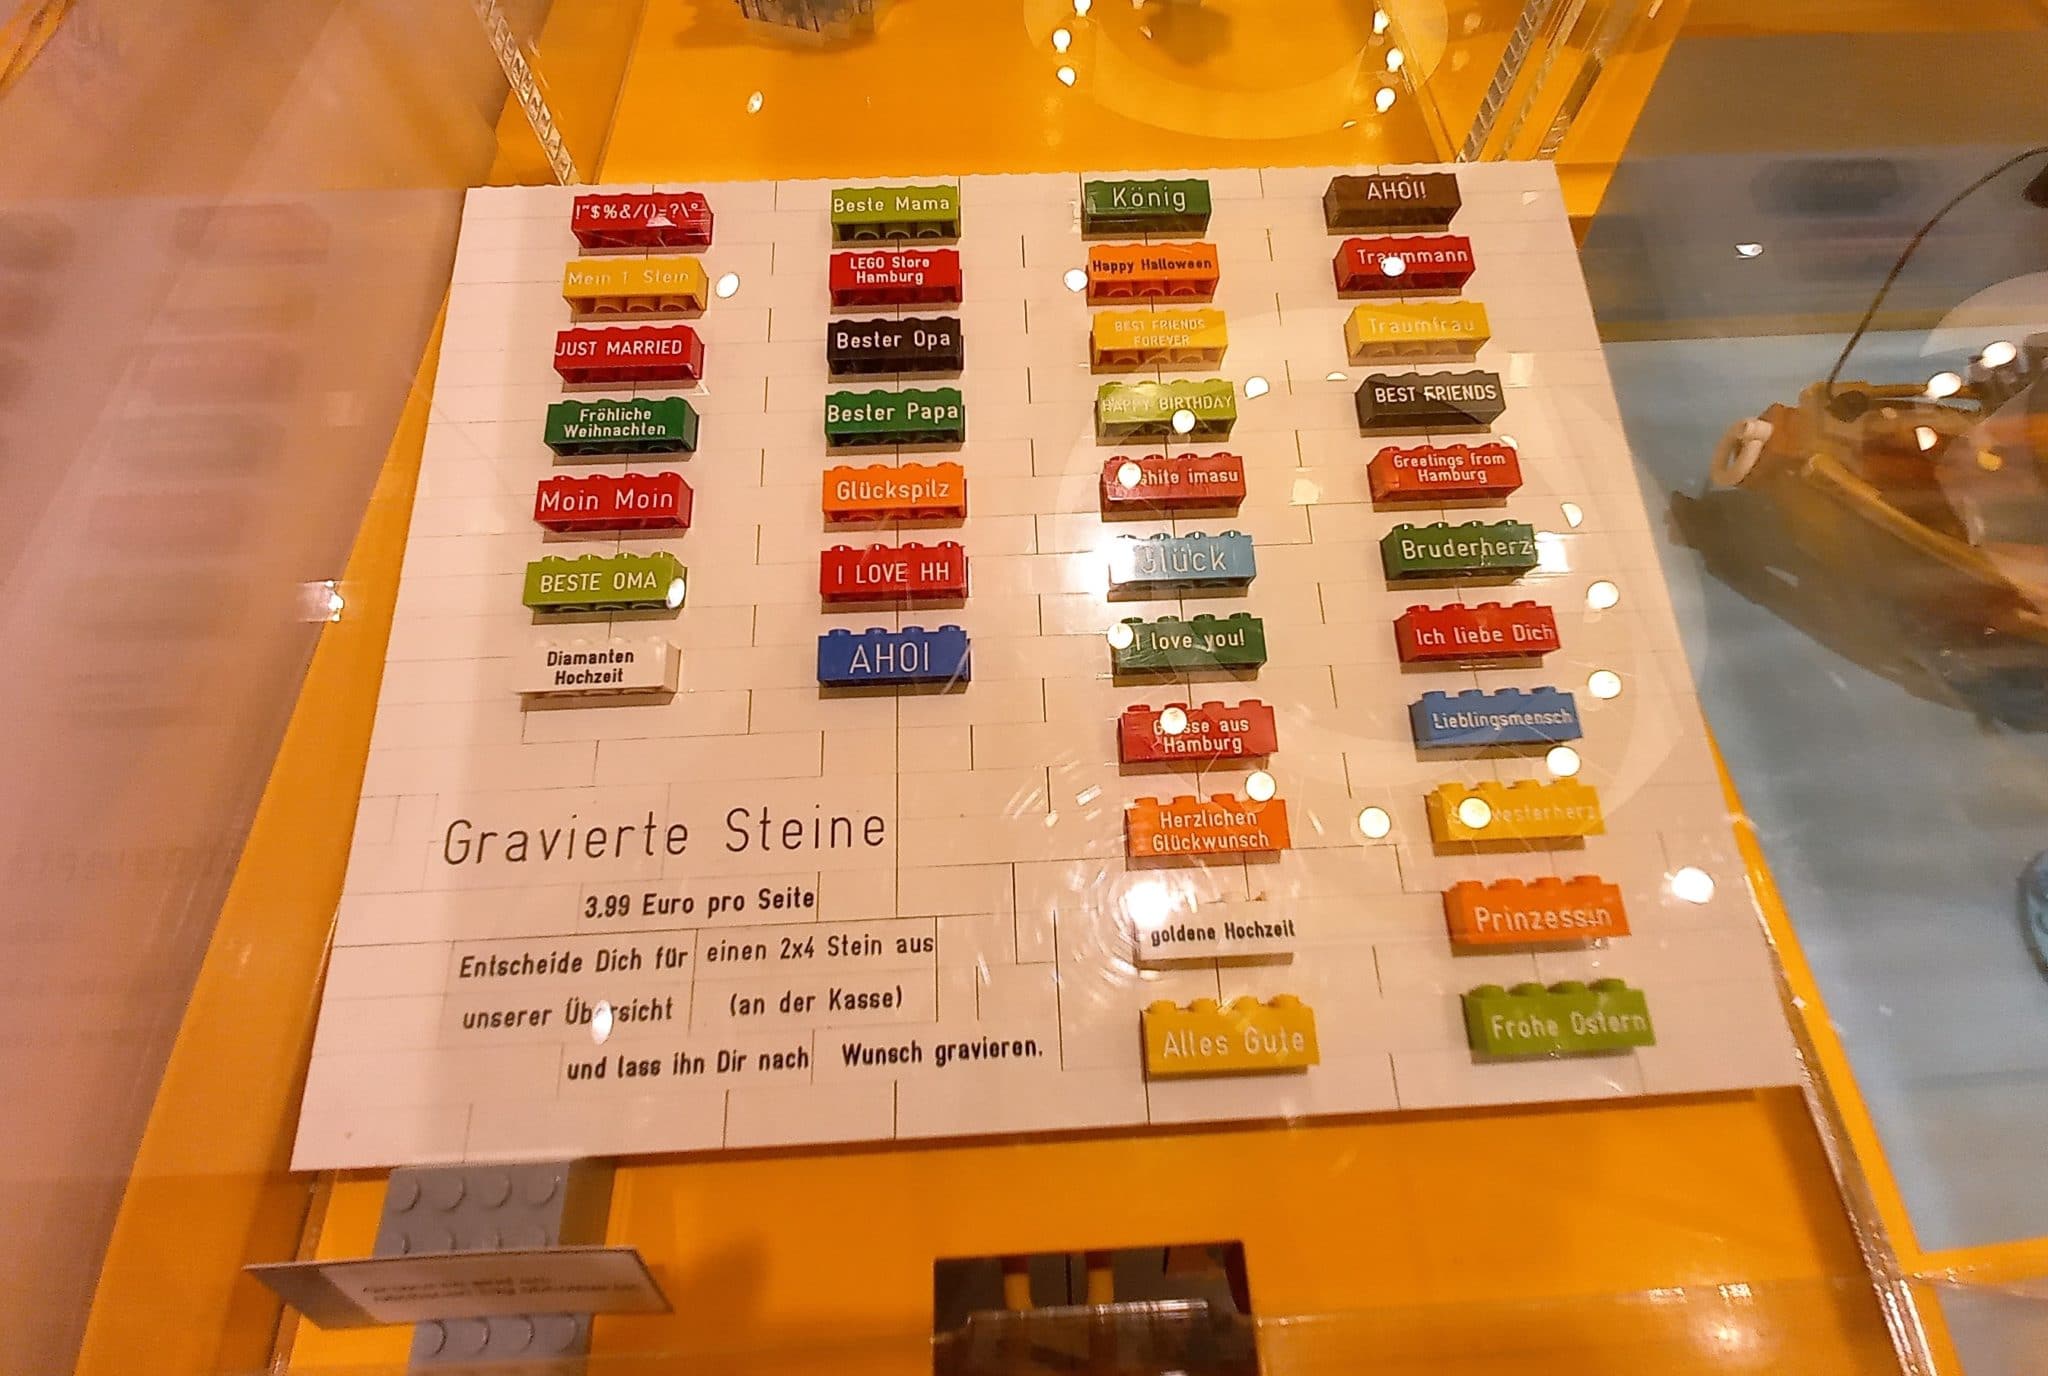 !"$%&/()=?\°
Mein 1 Stein
JUST MARRIED
Fröhliche
Weihnachten
Moin Moin
BESTE OMA
Diamanten
Hochzeit
Beste Mama
LEGO Store
Hamburg
Bester Opa
Bester Papa
Glückspilz
I LOVE HH
AHOI
König
Happy Halloween
BEST FRIENDS
FOREVER
HAPPY BIRTHDAY
imasu
Glück
I love you!
aus
Hamburg
Herzlichen
Glückwunsch
goldene Hochzeit
Alles Gute
AHOI!
Traummann
Traumfrau
BEST FRIENDS
Greetings from
Hamburg
Bruderherz
Ich liebe Dich
Lieblingsmensch
Schwesterherz
Prinzessin
Frohe Ostern
Gravierte Steine
3.99 Euro pro Seite
Entscheide Dich für einen 2x4 Stein aus
unserer Übersicht (an der Kasse)
und lass ihn Dir nach Wunsch gravieren.